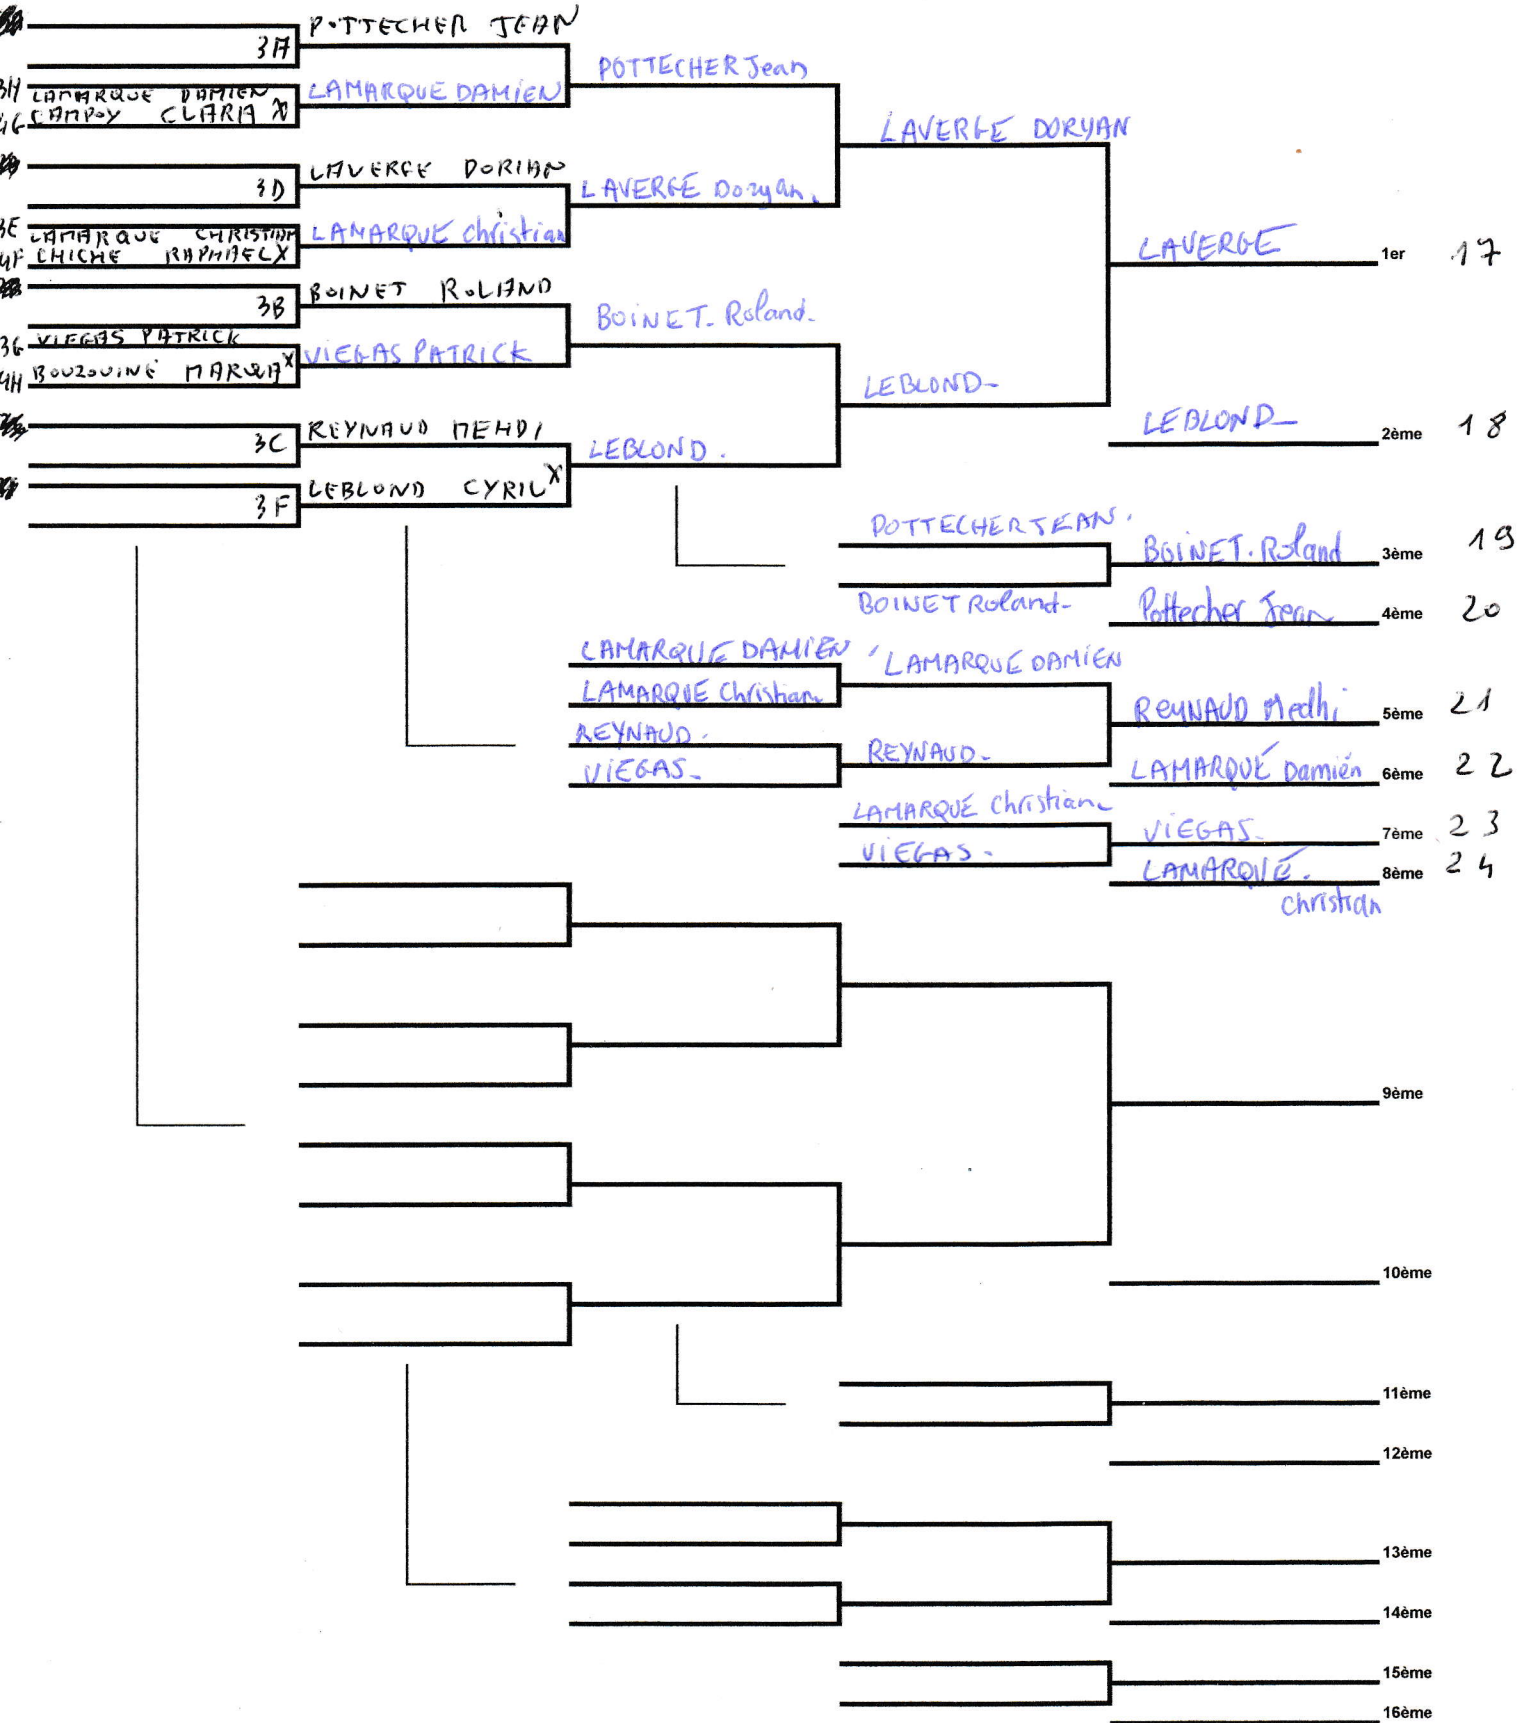 POTTECHER JEAN
3A
POTTECHER Jean
3H LAMARQUE DAMIEN
LAMARQUE DAMIEN
4G CAMPOY CLARA X
LAVERGE DORYAN
LAVERGE DORIAN
3D
LAVERGE Doryan.
3E LAMARQUE CHRISTIAN
LAMARQUE Christian
4F CHICHE RAPHAEL X
LAVERGE 1er 17
BOINET ROLAND
3B
BOINET- Roland-
3G VIEGAS PATRICK
VIEGAS PATRICK
4H BOUZOUINE MARWA X
LEBLOND-
REYNAUD MEHDI
3C
LEBLOND.
LEBLOND- 2ème 18
LEBLOND CYRIL X
3F
POTTECHER JEAN.
BOINET. Roland 3ème 19
BOINET Roland-
Pottecher Jean 4ème 20
LAMARQUE DAMIEN
LAMARQUE DAMIEN
LAMARQUE Christian
REYNAUD Medhi 5ème 21
REYNAUD.
REYNAUD-
VIEGAS-
LAMARQUE Damien 6ème 22
LAMARQUE Christian
VIEGAS- 7ème 23
VIEGAS-
LAMARQUE. 8ème 24
Christian
9ème
10ème
11ème
12ème
13ème
14ème
15ème
16ème